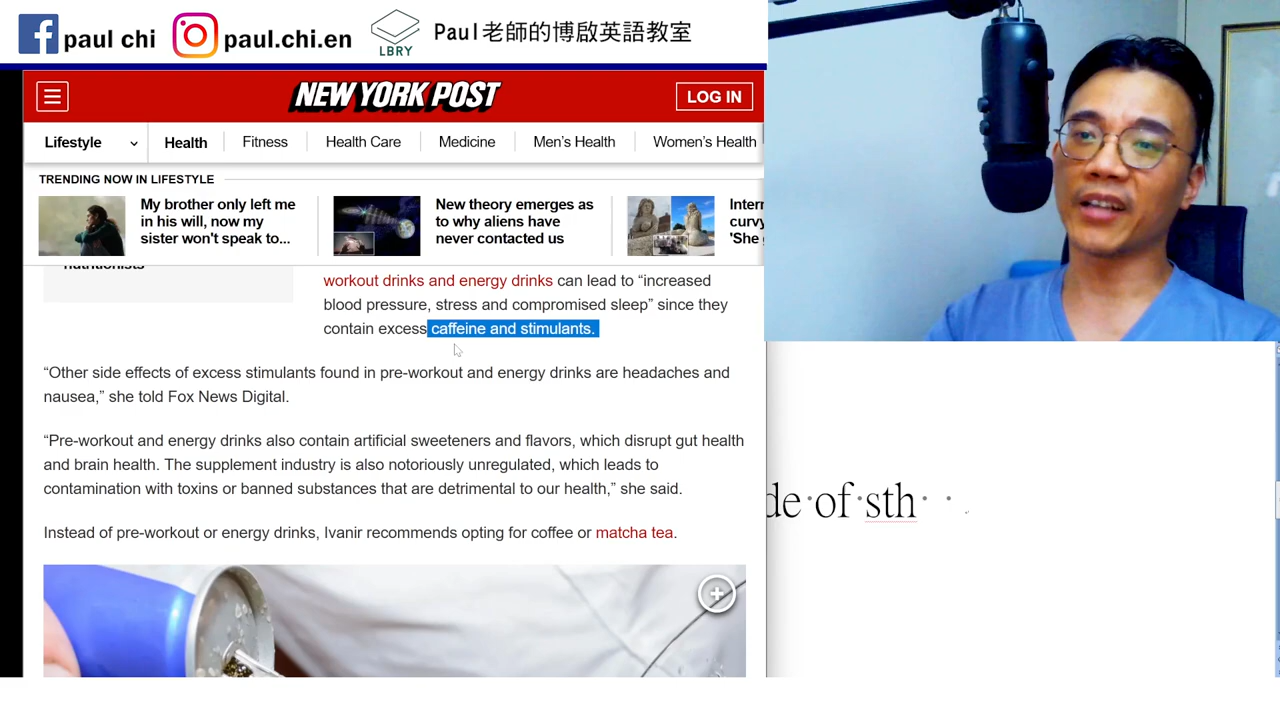 paul chi
paul.chi.en
LBRY
Paul老師的博啟英語教室
NEW YORK POST
LOG IN
Lifestyle
Health
Fitness
Health Care
Medicine
Men's Health
Women's Health
TRENDING NOW IN LIFESTYLE
My brother only left me
in his will, now my
sister won't speak to...
New theory emerges as
to why aliens have
never contacted us
Inter
curvy
'She
nutritionists
workout drinks and energy drinks can lead to “increased
blood pressure, stress and compromised sleep” since they
contain excess caffeine and stimulants.
“Other side effects of excess stimulants found in pre-workout and energy drinks are headaches and
nausea,” she told Fox News Digital.
“Pre-workout and energy drinks also contain artificial sweeteners and flavors, which disrupt gut health
and brain health. The supplement industry is also notoriously unregulated, which leads to
contamination with toxins or banned substances that are detrimental to our health,” she said.
Instead of pre-workout or energy drinks, Ivanir recommends opting for coffee or matcha tea.
de of sth